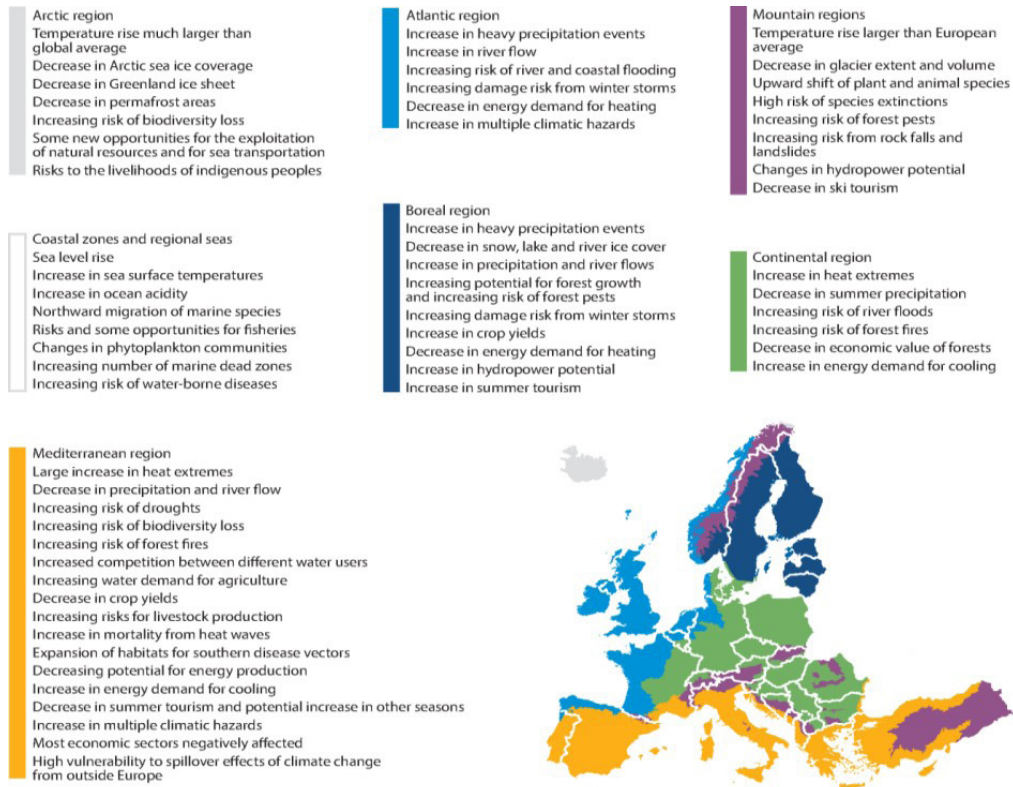 Arctic region
Temperature rise much larger than
global average
Decrease in Arctic sea ice coverage
Decrease in Greenland ice sheet
Decrease in permafrost areas
Increasing risk of biodiversity loss
Some new opportunities for the exploitation
of natural resources and for sea transportation
Risks to the livelihoods of indigenous peoples
Atlantic region
Increase in heavy precipitation events
Increase in river flow
Increasing risk of river and coastal flooding
Increasing damage risk from winter storms
Decrease in energy demand for heating
Increase in multiple climatic hazards
Mountain regions
Temperature rise larger than European
average
Decrease in glacier extent and volume
Upward shift of plant and animal species
High risk of species extinctions
Increasing risk of forest pests
Increasing risk from rock falls and
landslides
Changes in hydropower potential
Decrease in ski tourism
Coastal zones and regional seas
Sea level rise
Increase in sea surface temperatures
Increase in ocean acidity
Northward migration of marine species
Risks and some opportunities for fisheries
Changes in phytoplankton communities
Increasing number of marine dead zones
Increasing risk of water-borne diseases
Boreal region
Increase in heavy precipitation events
Decrease in snow, lake and river ice cover
Increase in precipitation and river flows
Increasing potential for forest growth
and increasing risk of forest pests
Increasing damage risk from winter storms
Increase in crop yields
Decrease in energy demand for heating
Increase in hydropower potential
Increase in summer tourism
Continental region
Increase in heat extremes
Decrease in summer precipitation
Increasing risk of river floods
Increasing risk of forest fires
Decrease in economic value of forests
Increase in energy demand for cooling
Mediterranean region
Large increase in heat extremes
Decrease in precipitation and river flow
Increasing risk of droughts
Increasing risk of biodiversity loss
Increasing risk of forest fires
Increased competition between different water users
Increasing water demand for agriculture
Decrease in crop yields
Increasing risks for livestock production
Increase in mortality from heat waves
Expansion of habitats for southern disease vectors
Decreasing potential for energy production
Increase in energy demand for cooling
Decrease in summer tourism and potential increase in other seasons
Increase in multiple climatic hazards
Most economic sectors negatively affected
High vulnerability to spillover effects of climate change
from outside Europe